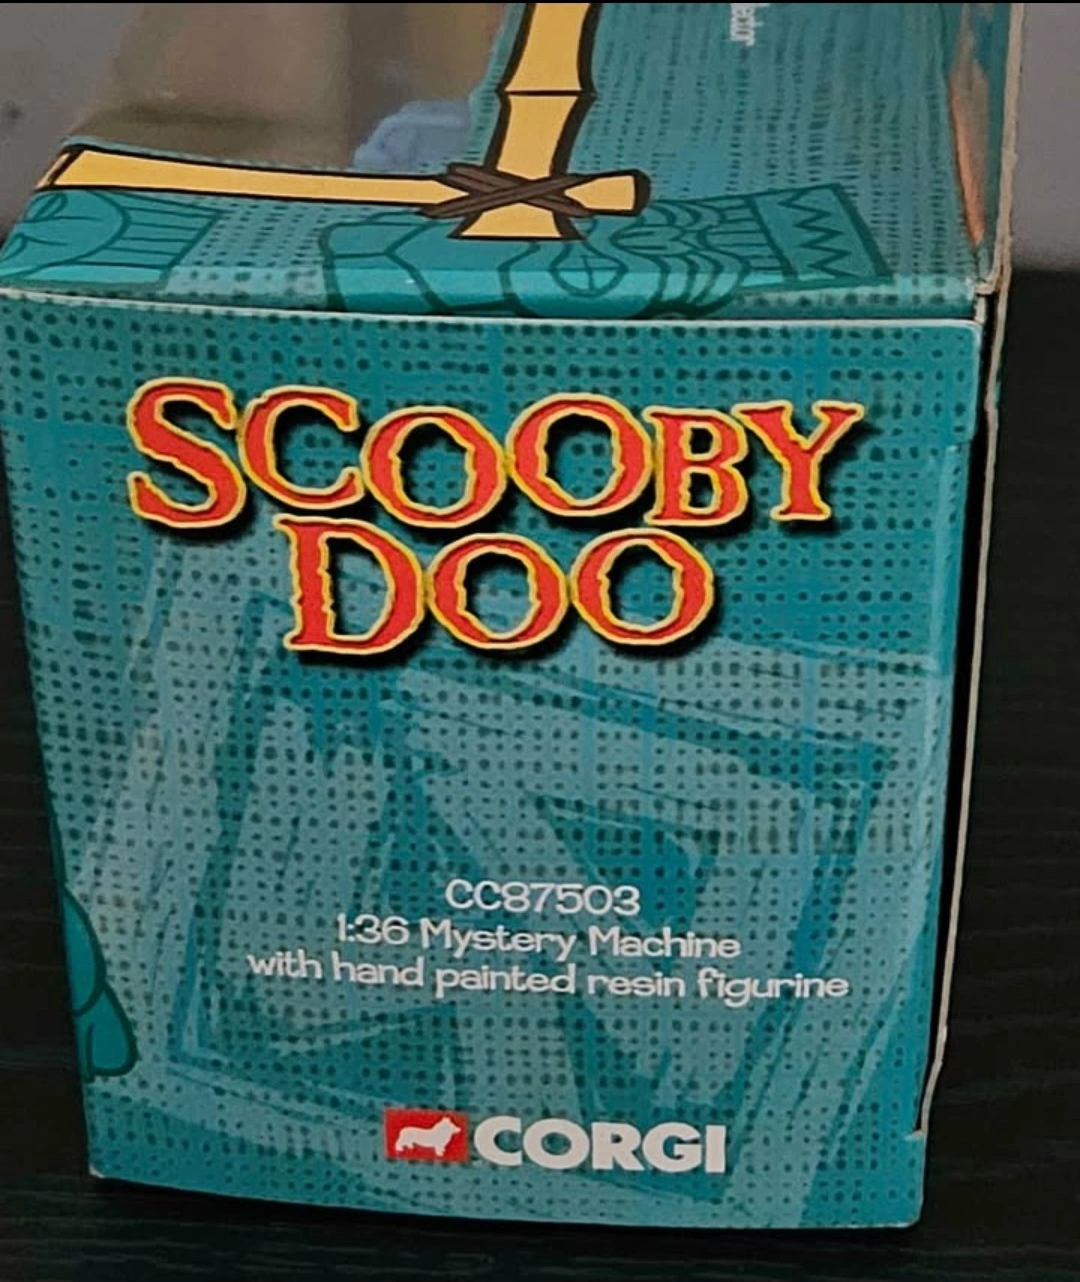 SCOOBY
DOO
CC87503
1:36 Mystery Machine
with hand painted resin figurine
CORGI